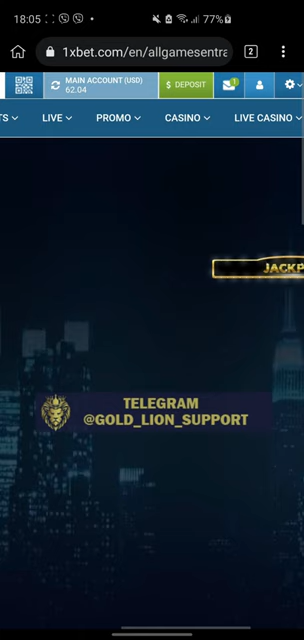 18:05
77%
1xbet.com/en/allgamesentra
2
MAIN ACCOUNT (USD)
62.04
$ DEPOSIT
1
TS
LIVE
PROMO
CASINO
LIVE CASINO
JACKP
TELEGRAM
@GOLD_LION_SUPPORT